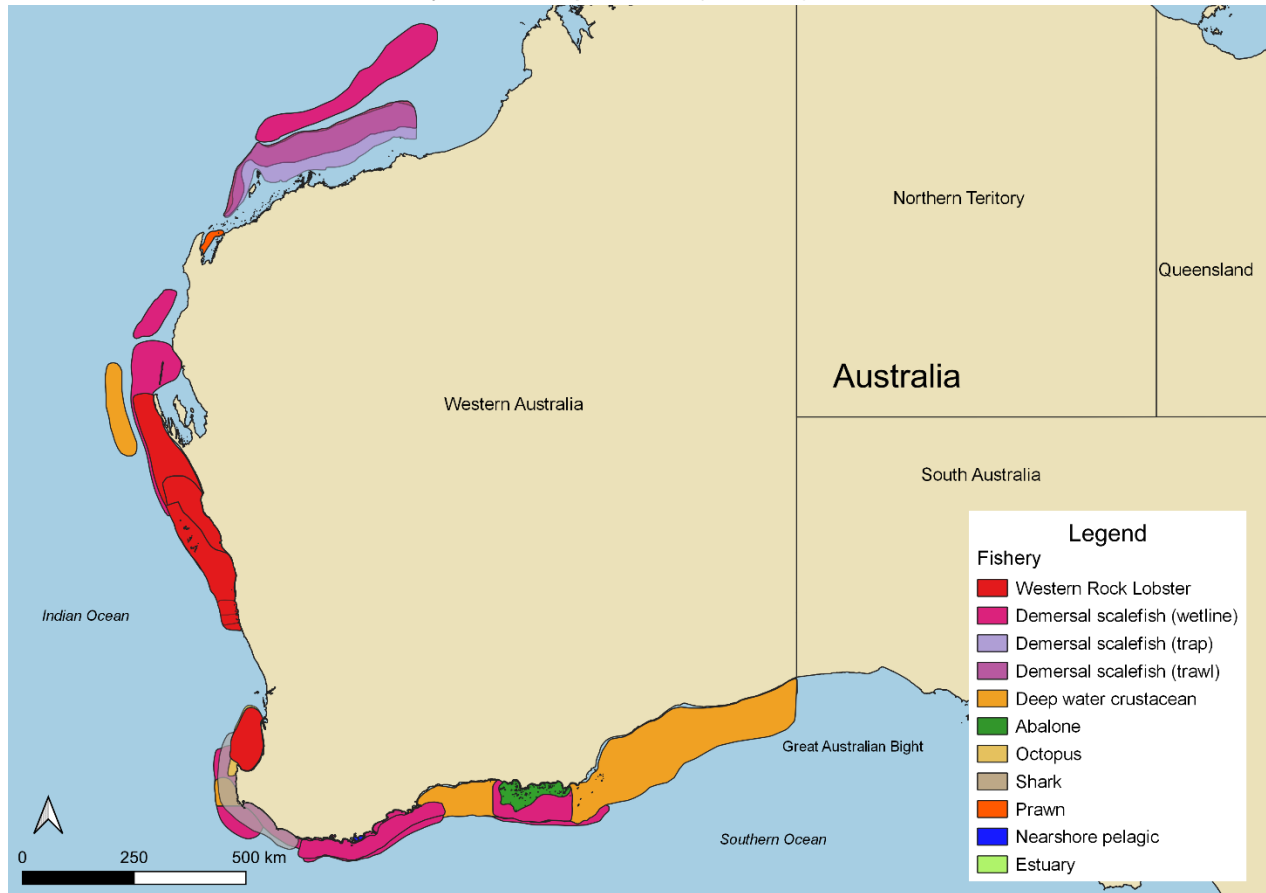 Northern Teritory
Queensland
Australia
Western Australia
South Australia
Indian Ocean
Great Australian Bight
Southern Ocean
0 250 500 km
Legend
Fishery
Western Rock Lobster
Demersal scalefish (wetline)
Demersal scalefish (trap)
Demersal scalefish (trawl)
Deep water crustacean
Abalone
Octopus
Shark
Prawn
Nearshore pelagic
Estuary